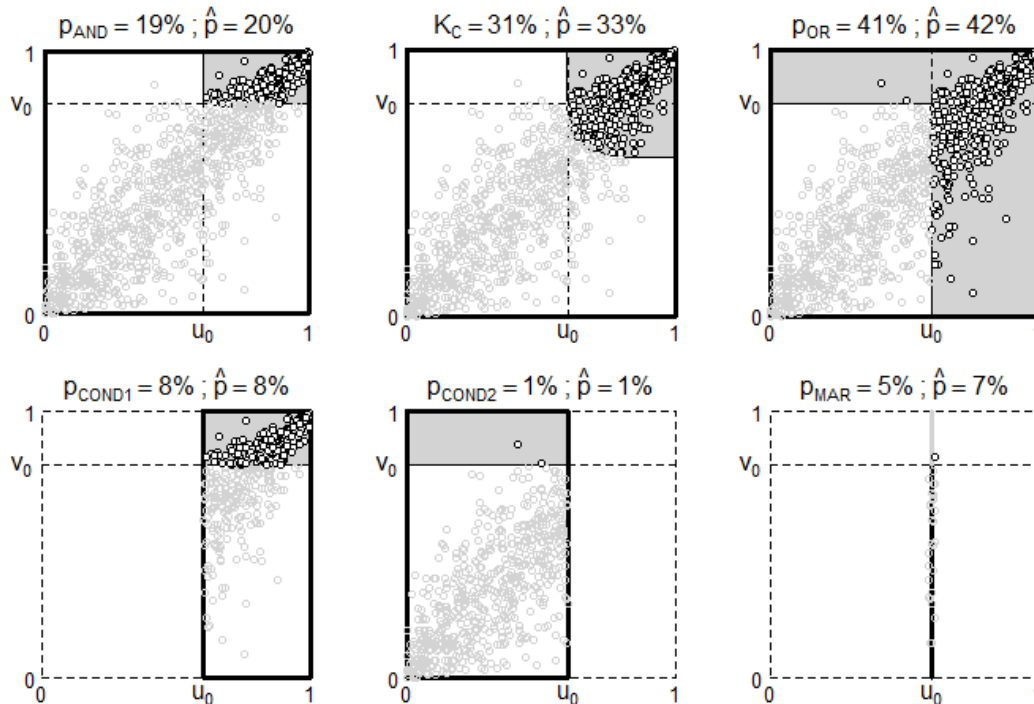 p_AND = 19% ; p̂ = 20%
K_C = 31% ; p̂ = 33%
p_OR = 41% ; p̂ = 42%
1
v₀
0
0
u₀
1
1
v₀
0
0
u₀
1
1
v₀
0
0
u₀
1
p_COND1 = 8% ; p̂ = 8%
p_COND2 = 1% ; p̂ = 1%
p_MAR = 5% ; p̂ = 7%
1
v₀
0
0
u₀
1
1
v₀
0
0
u₀
1
1
v₀
0
0
u₀
1